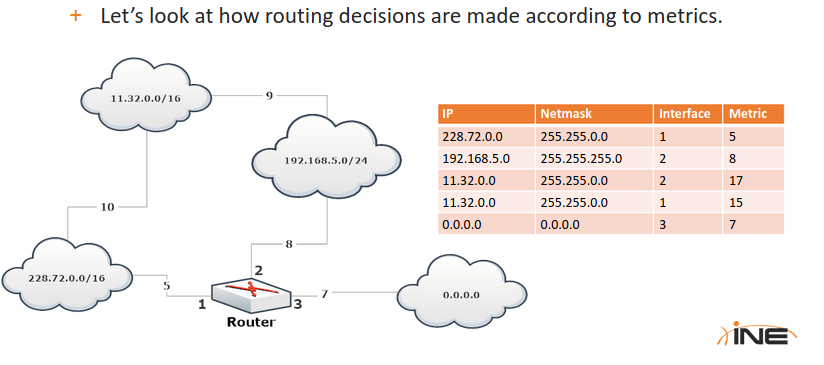 + Let's look at how routing decisions are made according to metrics.
11.32.0.0/16
9
192.168.5.0/24
10
8
228.72.0.0/16
5
1
2
3
7
Router
0.0.0.0
IP Netmask Interface Metric
228.72.0.0 255.255.0.0 1 5
192.168.5.0 255.255.255.0 2 8
11.32.0.0 255.255.0.0 2 17
11.32.0.0 255.255.0.0 1 15
0.0.0.0 0.0.0.0 3 7
INE